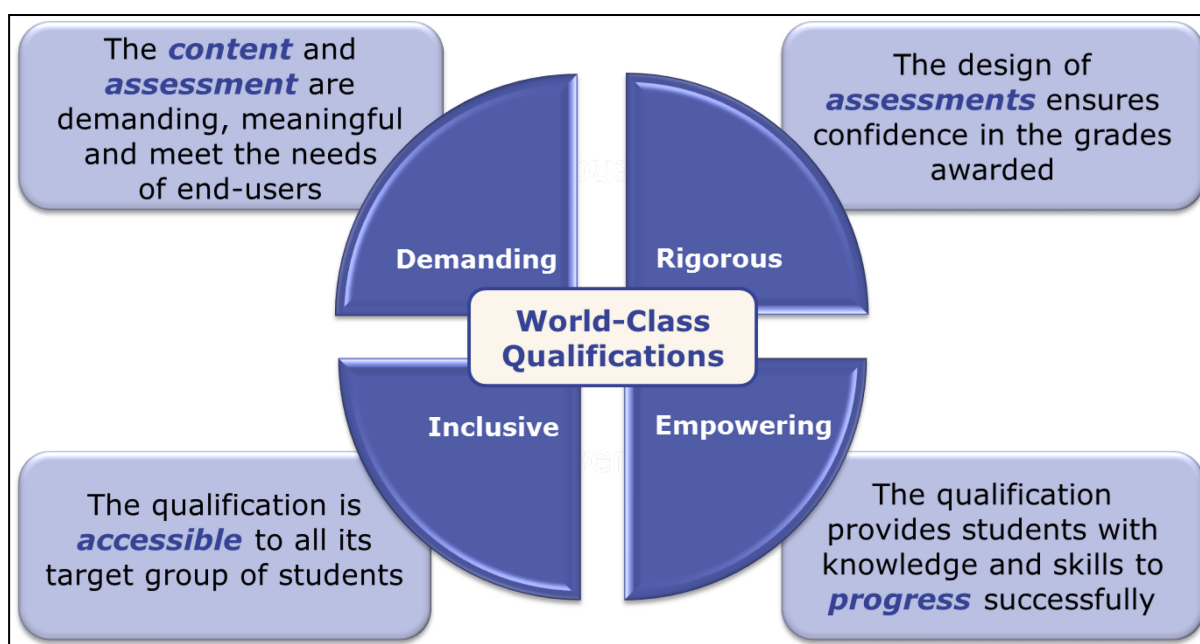 The content and
assessment are
demanding, meaningful
and meet the needs
of end-users
The design of
assessments ensures
confidence in the grades
awarded
Demanding
Rigorous
World-Class
Qualifications
Inclusive
Empowering
The qualification is
accessible to all its
target group of students
The qualification
provides students with
knowledge and skills to
progress successfully